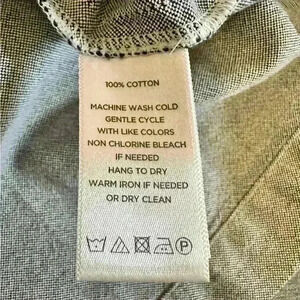 100% COTTON
MACHINE WASH COLD
GENTLE CYCLE
WITH LIKE COLORS
NON CHLORINE BLEACH
IF NEEDED
HANG TO DRY
WARM IRON IF NEEDED
OR DRY CLEAN
P